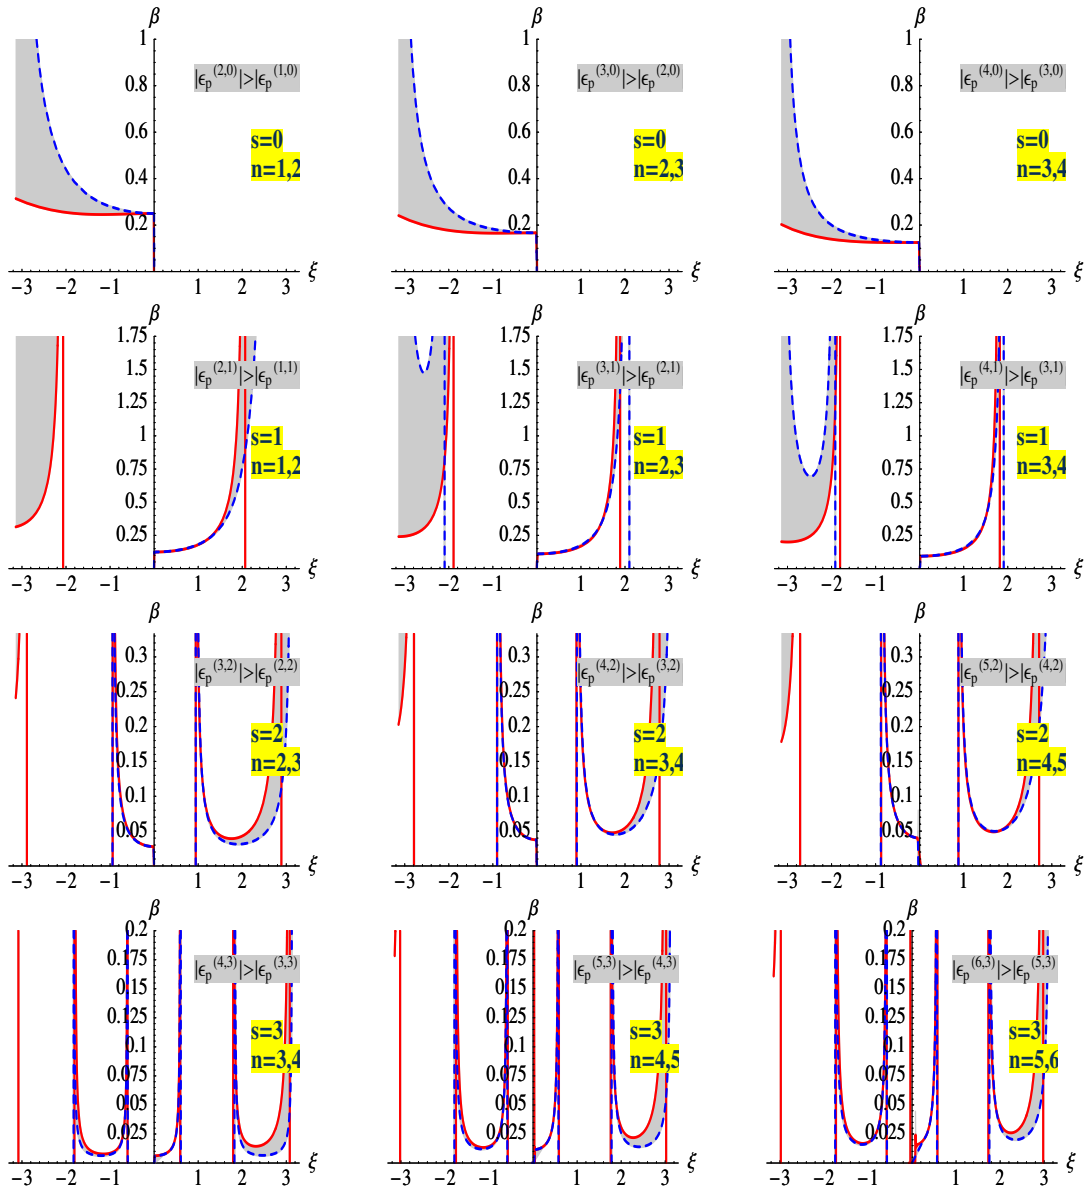 β β β
1 1 1
|ϵp(2,0)|>|ϵp(1,0)| |ϵp(3,0)|>|ϵp(2,0)| |ϵp(4,0)|>|ϵp(3,0)|
0.8 0.8 0.8
s=0 s=0 s=0
0.6 0.6 0.6
n=1,2 n=2,3 n=3,4
0.4 0.4 0.4
0.2 0.2 0.2
−3 −2 −1 1 2 3 ξ −3 −2 −1 1 2 3 ξ −3 −2 −1 1 2 3 ξ
β β β
1.75 1.75 1.75
|ϵp(2,1)|>|ϵp(1,1)| |ϵp(3,1)|>|ϵp(2,1)| |ϵp(4,1)|>|ϵp(3,1)|
1.5 1.5 1.5
1.25 1.25 1.25
1 s=1 1 s=1 1 s=1
0.75 n=1,2 0.75 n=2,3 0.75 n=3,4
0.5 0.5 0.5
0.25 0.25 0.25
−3 −2 −1 1 2 3 ξ −3 −2 −1 1 2 3 ξ −3 −2 −1 1 2 3 ξ
β β β
0.3 0.3 0.3
|ϵp(3,2)|>|ϵp(2,2)| |ϵp(4,2)|>|ϵp(3,2)| |ϵp(5,2)|>|ϵp(4,2)|
0.25 0.25 0.25
0.2 s=2 0.2 s=2 0.2 s=2
0.15 n=2,3 0.15 n=3,4 0.15 n=4,5
0.1 0.1 0.1
0.05 0.05 0.05
−3 −2 −1 1 2 3 ξ −3 −2 −1 1 2 3 ξ −3 −2 −1 1 2 3 ξ
β β β
0.2 0.2 0.2
0.175 0.175 0.175
|ϵp(4,3)|>|ϵp(3,3)| |ϵp(5,3)|>|ϵp(4,3)| |ϵp(6,3)|>|ϵp(5,3)|
0.15 0.15 0.15
0.125 0.125 0.125
s=3 s=3 s=3
0.1 0.1 0.1
n=3,4 n=4,5 n=5,6
0.075 0.075 0.075
0.05 0.05 0.05
0.025 0.025 0.025
−3 −2 −1 1 2 3 ξ −3 −2 −1 1 2 3 ξ −3 −2 −1 1 2 3 ξ